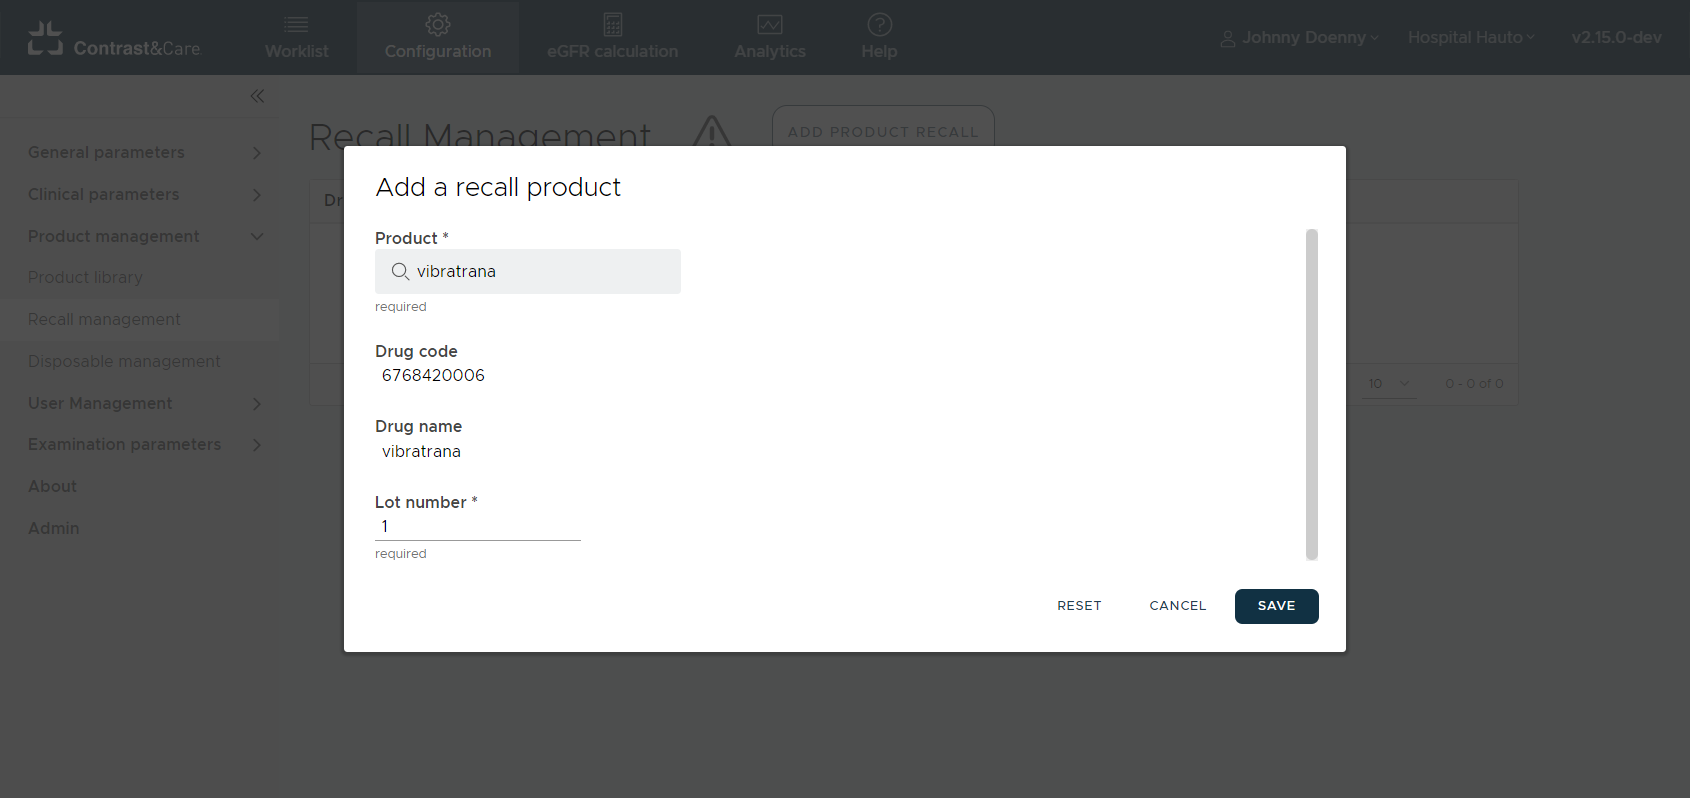 Contrast&Care.
Worklist
Configuration
eGFR calculation
Analytics
Help
Johnny Doenny
Hospital Hauto
v2.15.0-dev
General parameters
Clinical parameters
Product management
Product library
Recall management
Disposable management
User Management
Examination parameters
About
Admin
Recall Management
ADD PRODUCT RECALL
Add a recall product
Product *
vibratrana
required
Drug code
6768420006
Drug name
vibratrana
Lot number *
1
required
RESET
CANCEL
SAVE
10
0 - 0 of 0